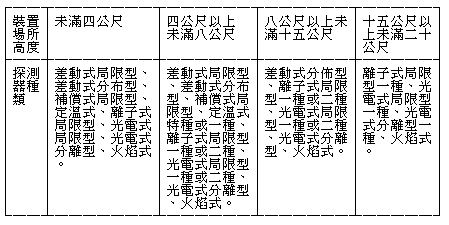 裝置
場所
高度
未滿四公尺
四公尺以上
未滿八公尺
八公尺以上未
滿十五公尺
十五公尺以
上未滿二十
公尺
探測
器種
類
差動式局限型、
差動式分布型、
補償式局限型、
定溫式、離子式
局限型、光電式
局限型、光電式
分離型、火焰式
。
差動式局限型
、差動式分布
型、補償式局
限型、定溫式
特種或一種、
離子式局限型
一種或二種、
光電式局限型
一種或二種、
光電式分離型
、火焰式。
差動式分佈型
、離子式局限
型一種或二種
、光電式局限
型一種或二種
、光電式分離
型、火焰式。
離子式局限
型一種、光
電式局限型
一種、光電
式分離型一
種、火焰式
。